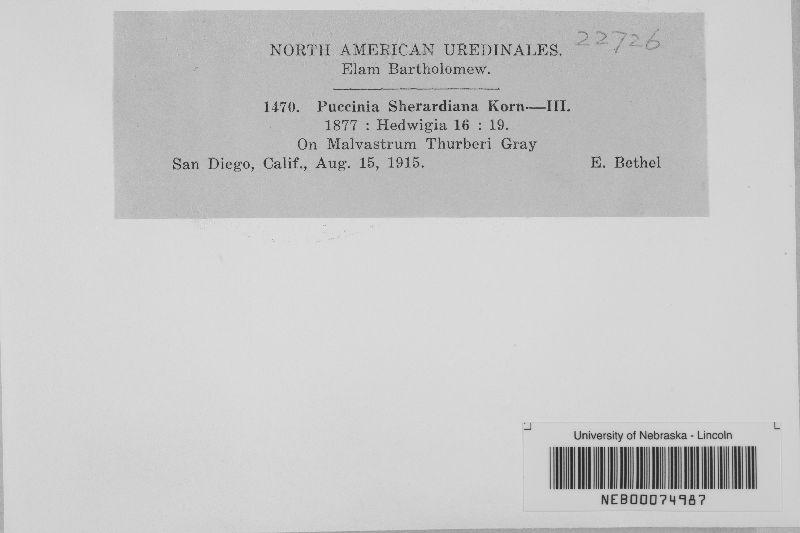 22726
NORTH AMERICAN UREDINALES.
Elam Bartholomew.
1470. Puccinia Sherardiana Korn—III.
1877 : Hedwigia 16 : 19.
On Malvastrum Thurberi Gray
San Diego, Calif., Aug. 15, 1915. E. Bethel
University of Nebraska - Lincoln
NEB00074987